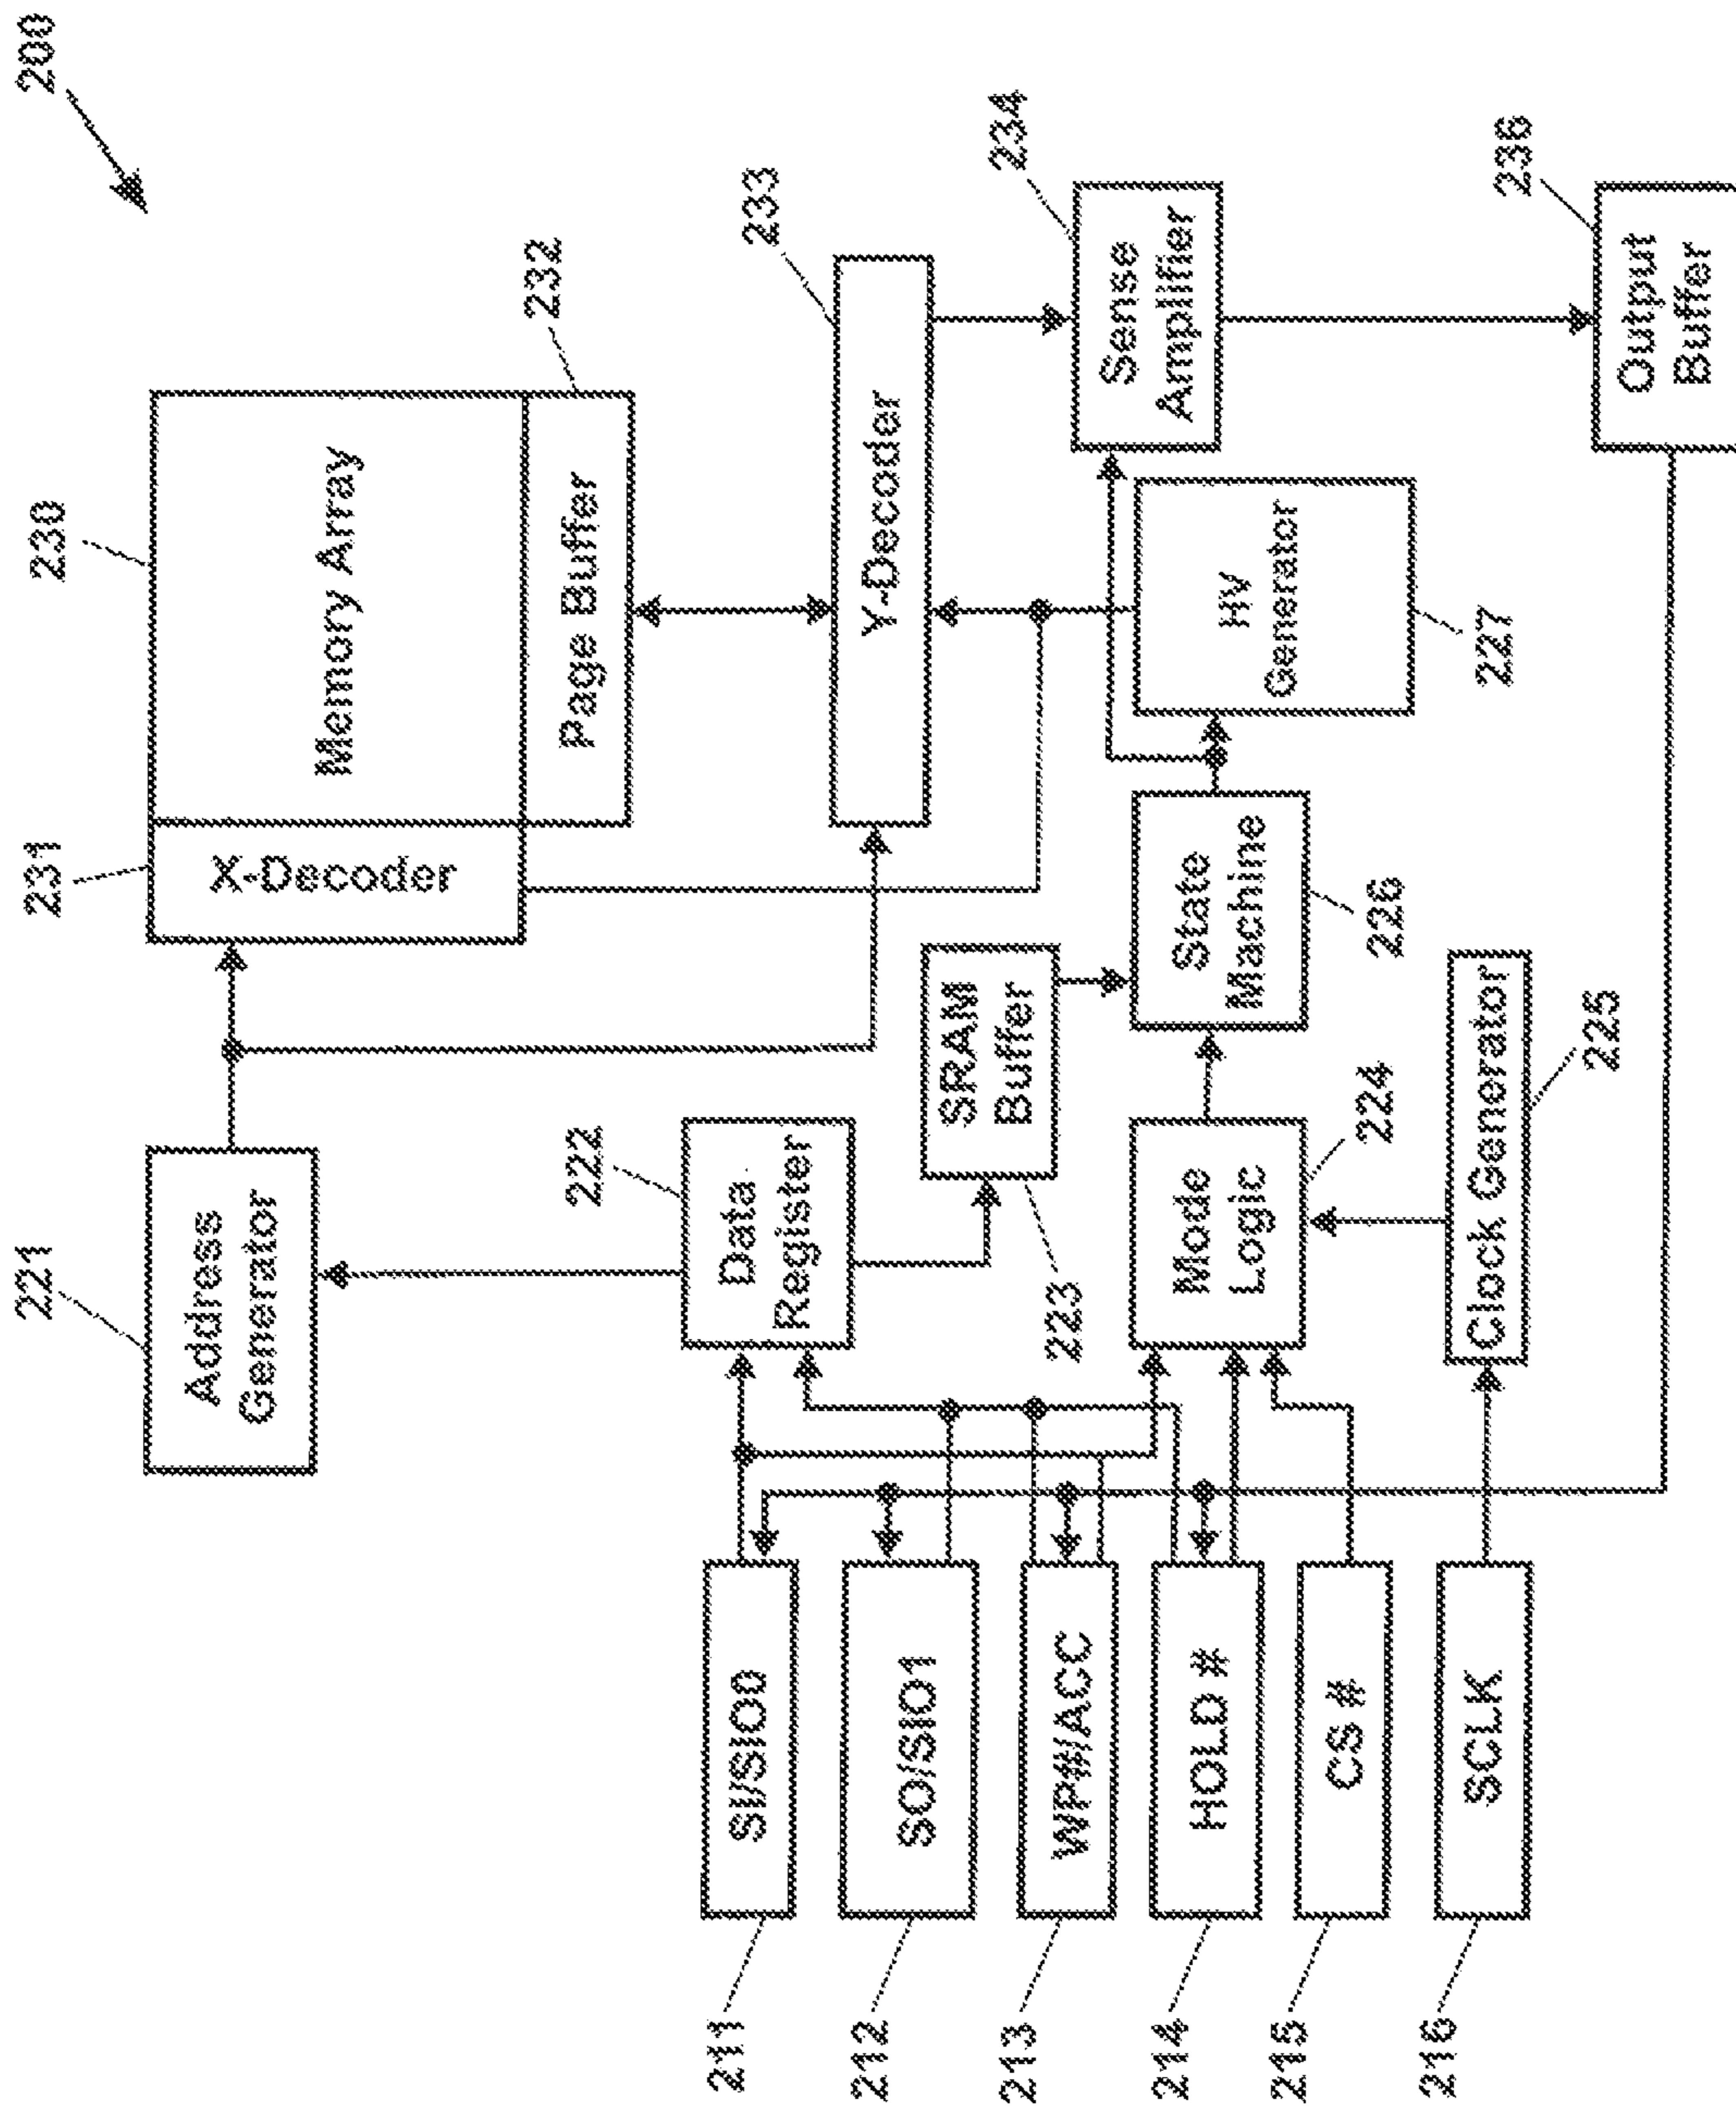 200
230
231
Memory Array
X-Decoder
232
Page Buffer
221
Address
Generator
233
Y-Decoder
222
Data
Register
SRAM
Buffer
223
234
Sense
Amplifier
HV
Generator
227
State
Machine
226
Mode
Logic
224
Clock Generator
225
236
Output
Buffer
211
SI/SIO0
212
SO/SIO1
213
WP#/ACC
214
HOLD #
215
CS #
216
SCLK